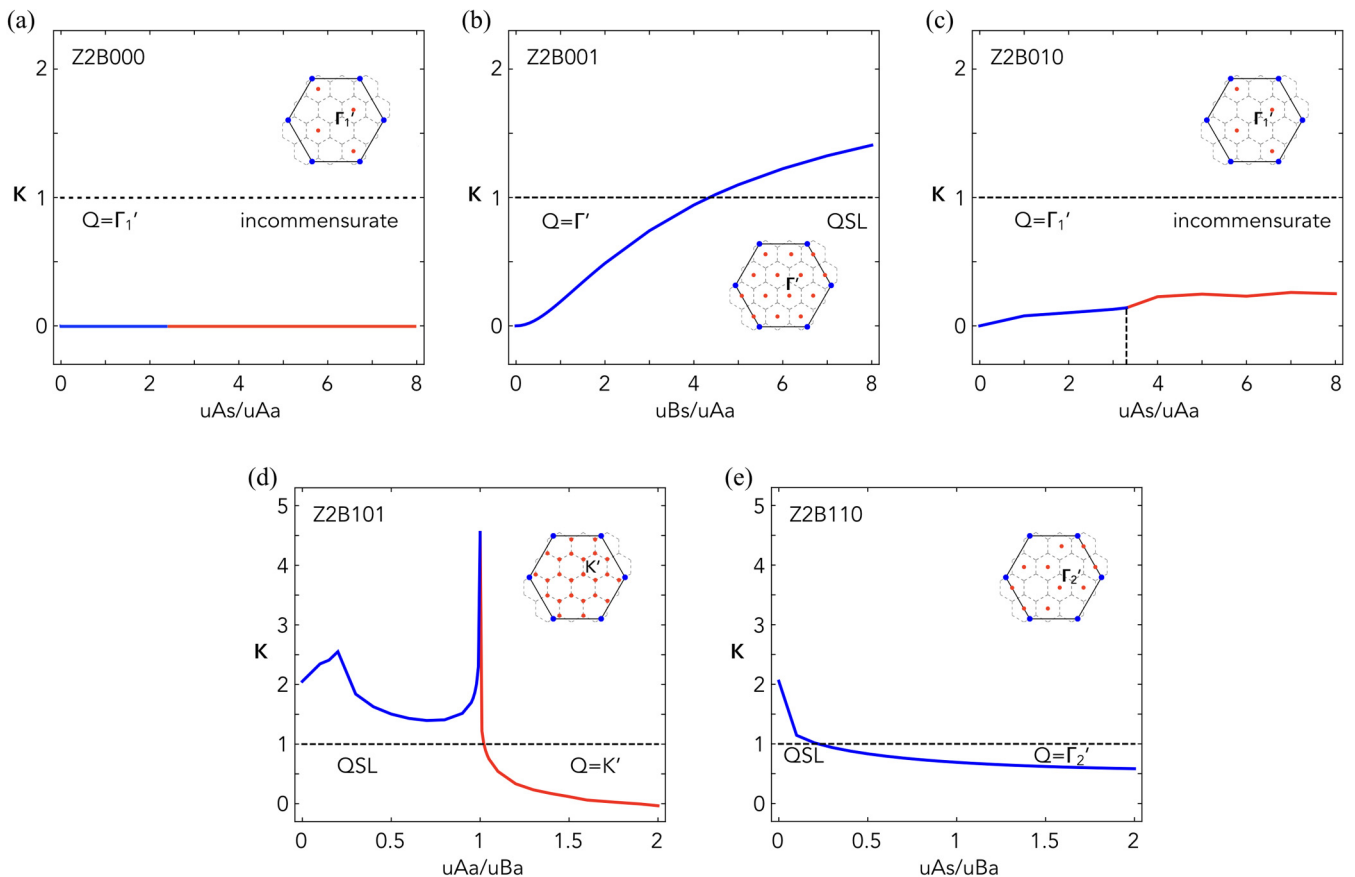 (a)
Z2B000
2
1
0
K
Γ₁′
Q=Γ₁′
incommensurate
0 2 4 6 8
uAs/uAa
(b)
Z2B001
2
1
0
K
Q=Γ′
QSL
Γ′
0 2 4 6 8
uBs/uAa
(c)
Z2B010
2
1
0
K
Γ₁′
Q=Γ₁′
incommensurate
0 2 4 6 8
uAs/uAa
(d)
Z2B101
5
4
3
2
1
0
K
K′
QSL
Q=K′
0 0.5 1 1.5 2
uAa/uBa
(e)
Z2B110
5
4
3
2
1
0
K
Γ₂′
QSL
Q=Γ₂′
0 0.5 1 1.5 2
uAs/uBa